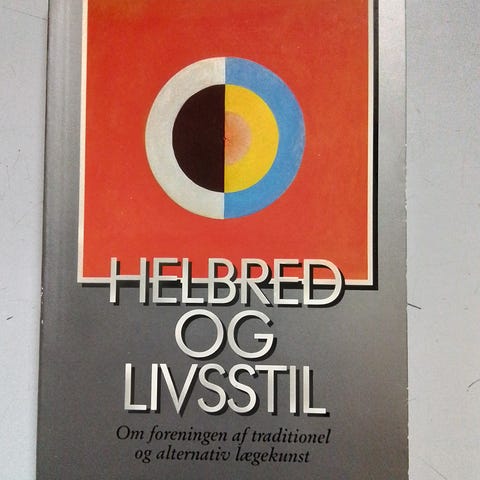 HELBRED
OG
LIVSSTIL
Om foreningen af traditionel
og alternativ lægekunst